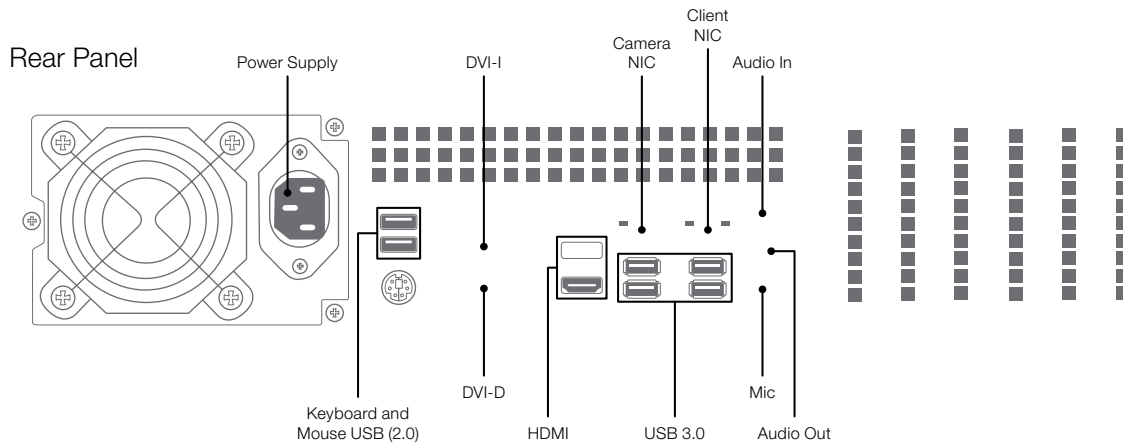 Rear Panel
Power Supply
DVI-I
Camera
NIC
Client
NIC
Audio In
Keyboard and
Mouse USB (2.0)
DVI-D
HDMI
USB 3.0
Mic
Audio Out